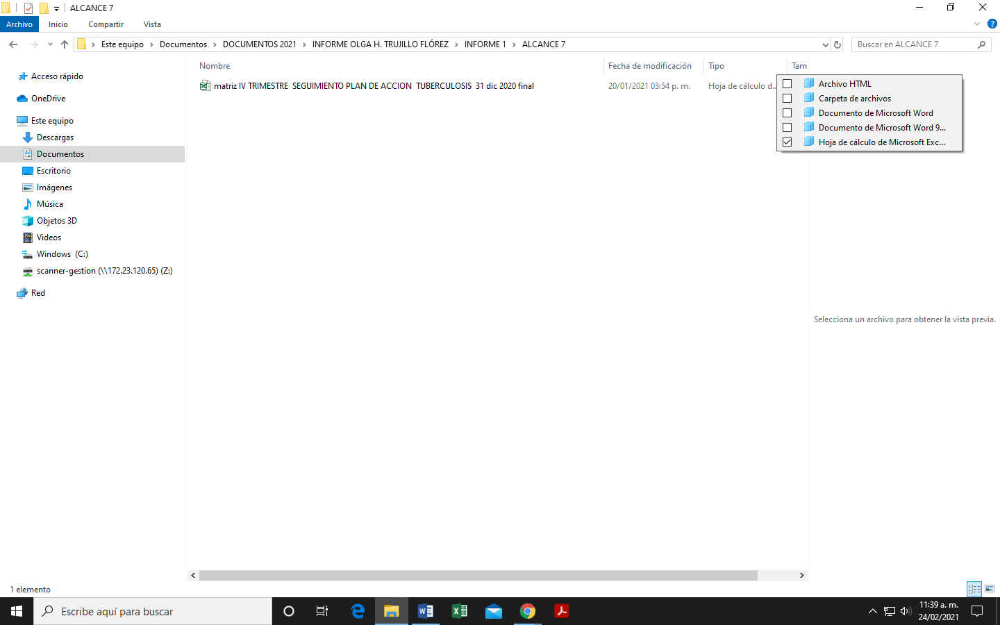 ALCANCE 7
Archivo Inicio Compartir Vista
Este equipo Documentos DOCUMENTOS 2021 INFORME OLGA H. TRUJILLO FLÓREZ INFORME 1 ALCANCE 7
Buscar en ALCANCE 7
Nombre Fecha de modificación Tipo Tam
matriz IV TRIMESTRE SEGUIMIENTO PLAN DE ACCION TUBERCULOSIS 31 dic 2020 final 20/01/2021 03:54 p. m. Hoja de cálculo d...
Archivo HTML
Carpeta de archivos
Documento de Microsoft Word
Documento de Microsoft Word 9...
Hoja de cálculo de Microsoft Exc...
Acceso rápido
OneDrive
Este equipo
Descargas
Documentos
Escritorio
Imágenes
Música
Objetos 3D
Videos
Windows (C:)
scanner-gestion (\\172.23.120.65) (Z:)
Red
Selecciona un archivo para obtener la vista previa.
1 elemento
Escribe aquí para buscar
11:39 a. m.
24/02/2021